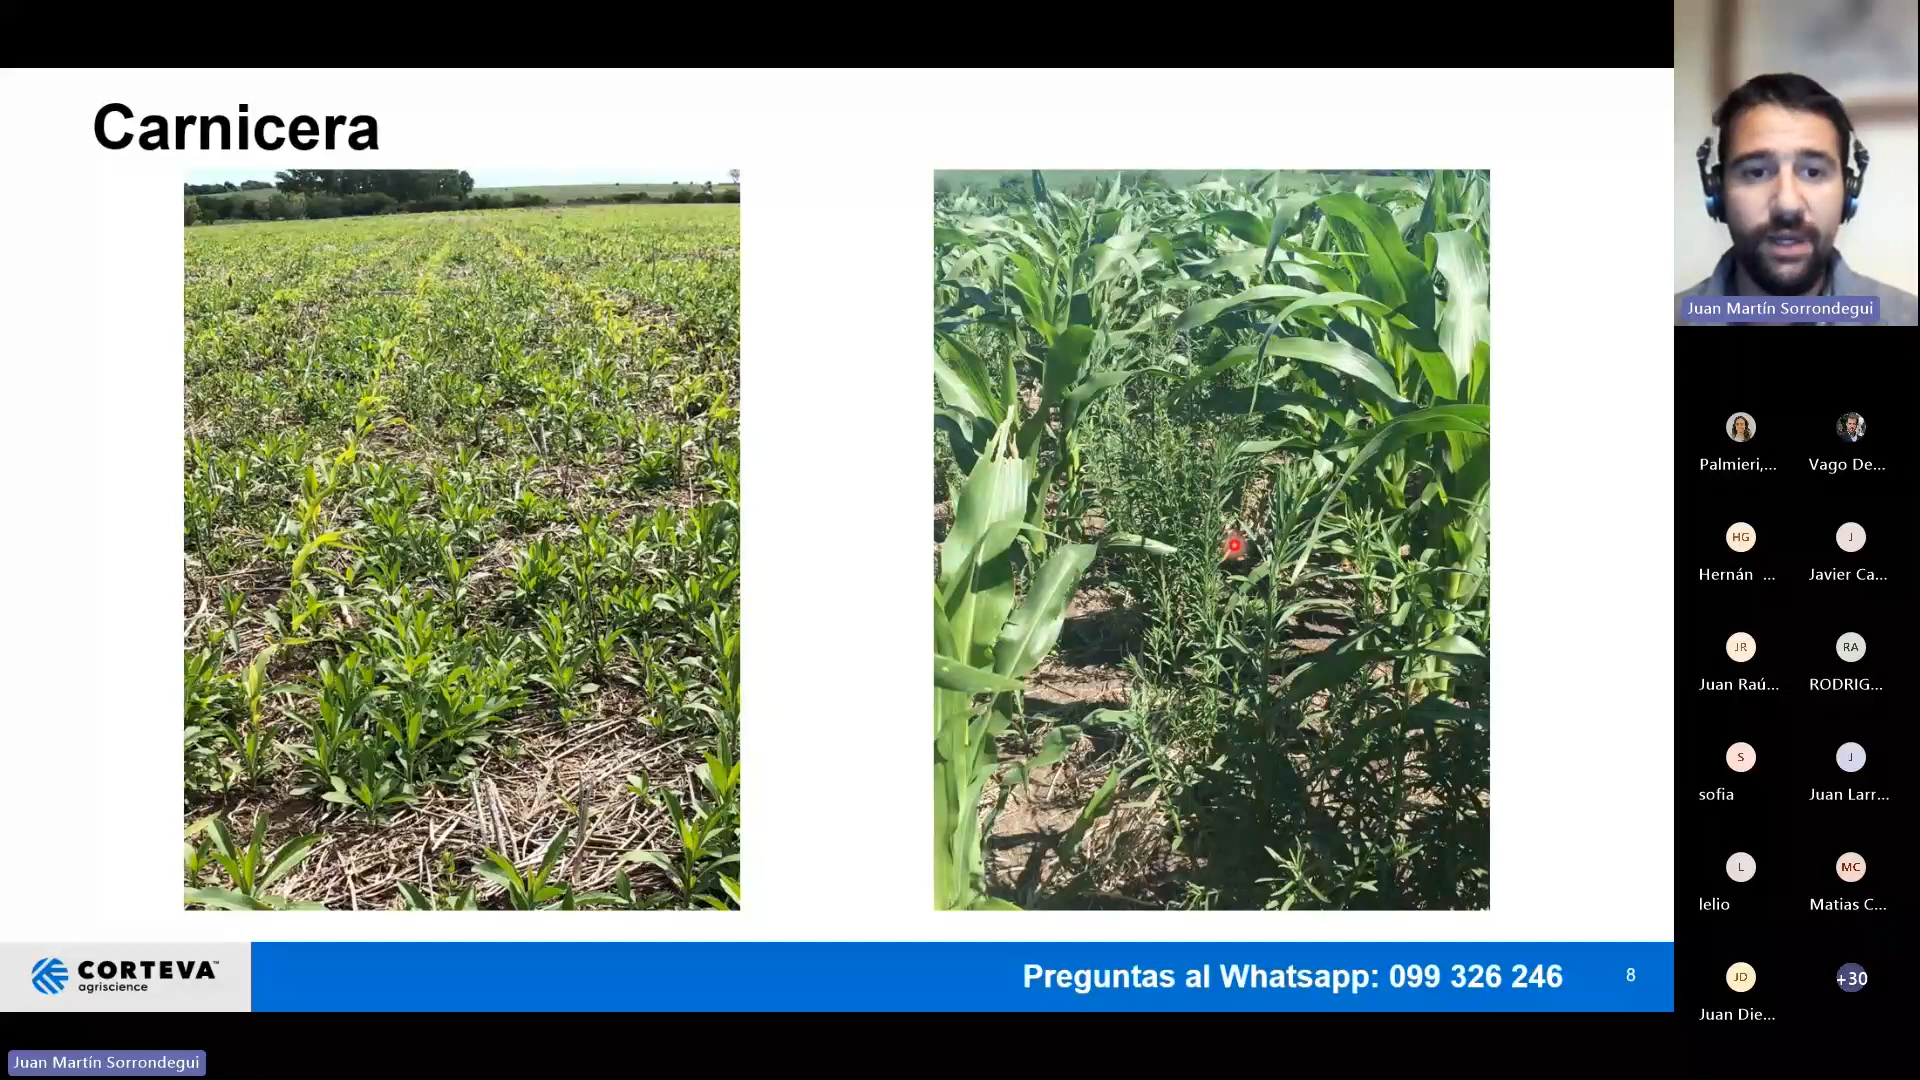 Carnicera
CORTEVA™
agriscience
Preguntas al Whatsapp: 099 326 246
8
Juan Martín Sorrondegui
Palmieri,...
Vago De...
HG
Hernán ...
J
Javier Ca...
JR
Juan Raú...
RA
RODRIG...
S
sofia
J
Juan Larr...
L
lelio
MC
Matias C...
JD
Juan Die...
+30
Juan Martín Sorrondegui